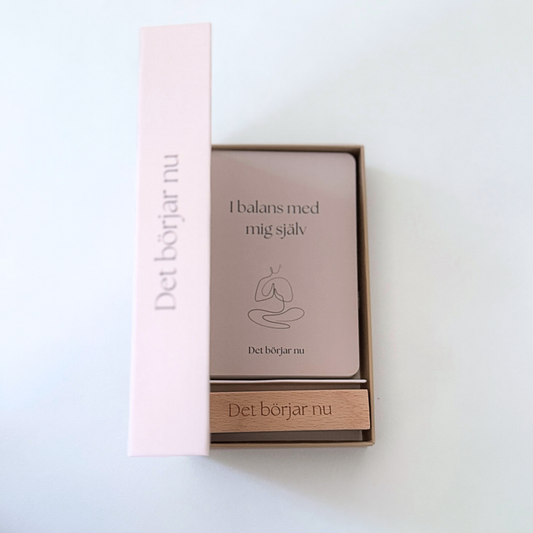 Det börjar nu
I balans med
mig själv
Det börjar nu
Det börjar nu